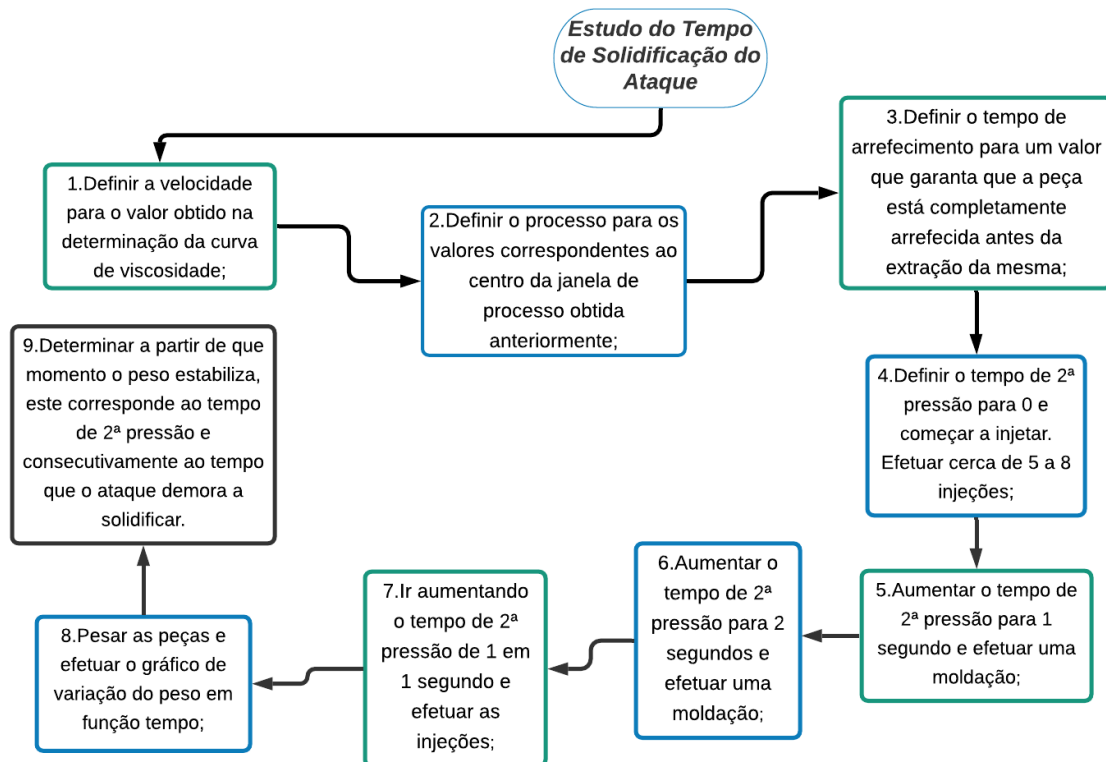 Estudo do Tempo
de Solidificação do
Ataque
1.Definir a velocidade
para o valor obtido na
determinação da curva
de viscosidade;
2.Definir o processo para os
valores correspondentes ao
centro da janela de
processo obtida
anteriormente;
3.Definir o tempo de
arrefecimento para um valor
que garanta que a peça
está completamente
arrefecida antes da
extração da mesma;
4.Definir o tempo de 2ª
pressão para 0 e
começar a injetar.
Efetuar cerca de 5 a 8
injeções;
5.Aumentar o tempo de
2ª pressão para 1
segundo e efetuar uma
moldação;
6.Aumentar o
tempo de 2ª
pressão para 2
segundos e
efetuar uma
moldação;
7.Ir aumentando
o tempo de 2ª
pressão de 1 em
1 segundo e
efetuar as
injeções;
8.Pesar as peças e
efetuar o gráfico de
variação do peso em
função tempo;
9.Determinar a partir de que
momento o peso estabiliza,
este corresponde ao tempo
de 2ª pressão e
consecutivamente ao tempo
que o ataque demora a
solidificar.